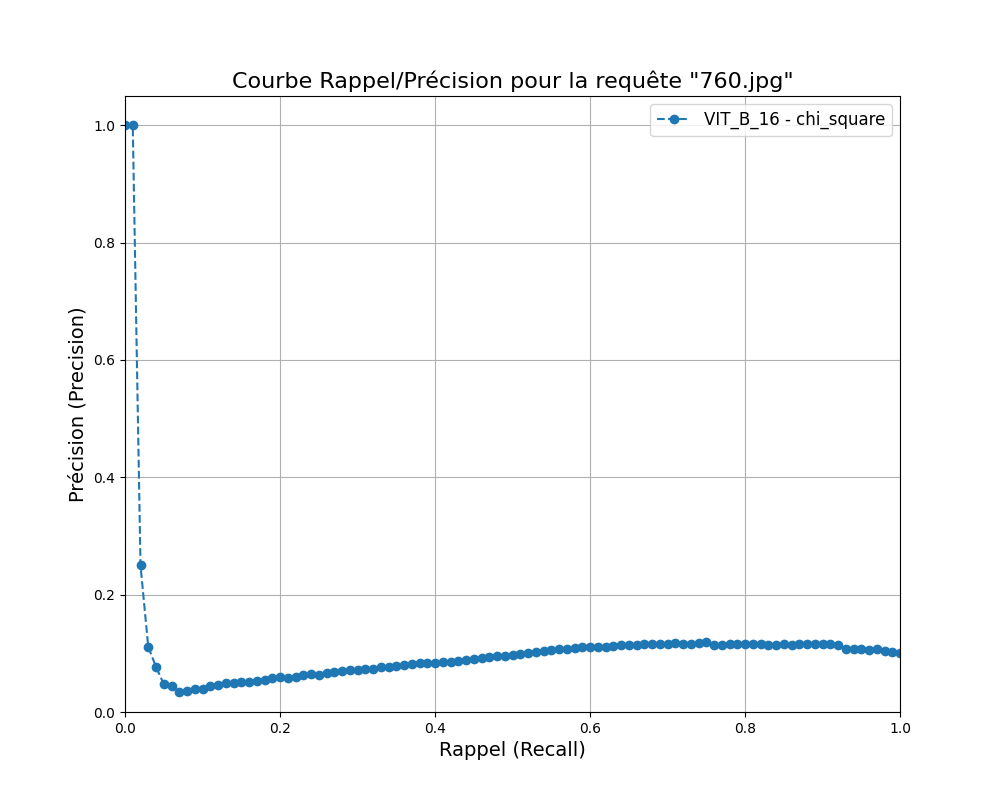 Courbe Rappel/Précision pour la requête "760.jpg"
VIT_B_16 - chi_square
1.0
0.8
0.6
0.4
0.2
0.0
Précision (Precision)
0.0 0.2 0.4 0.6 0.8 1.0
Rappel (Recall)